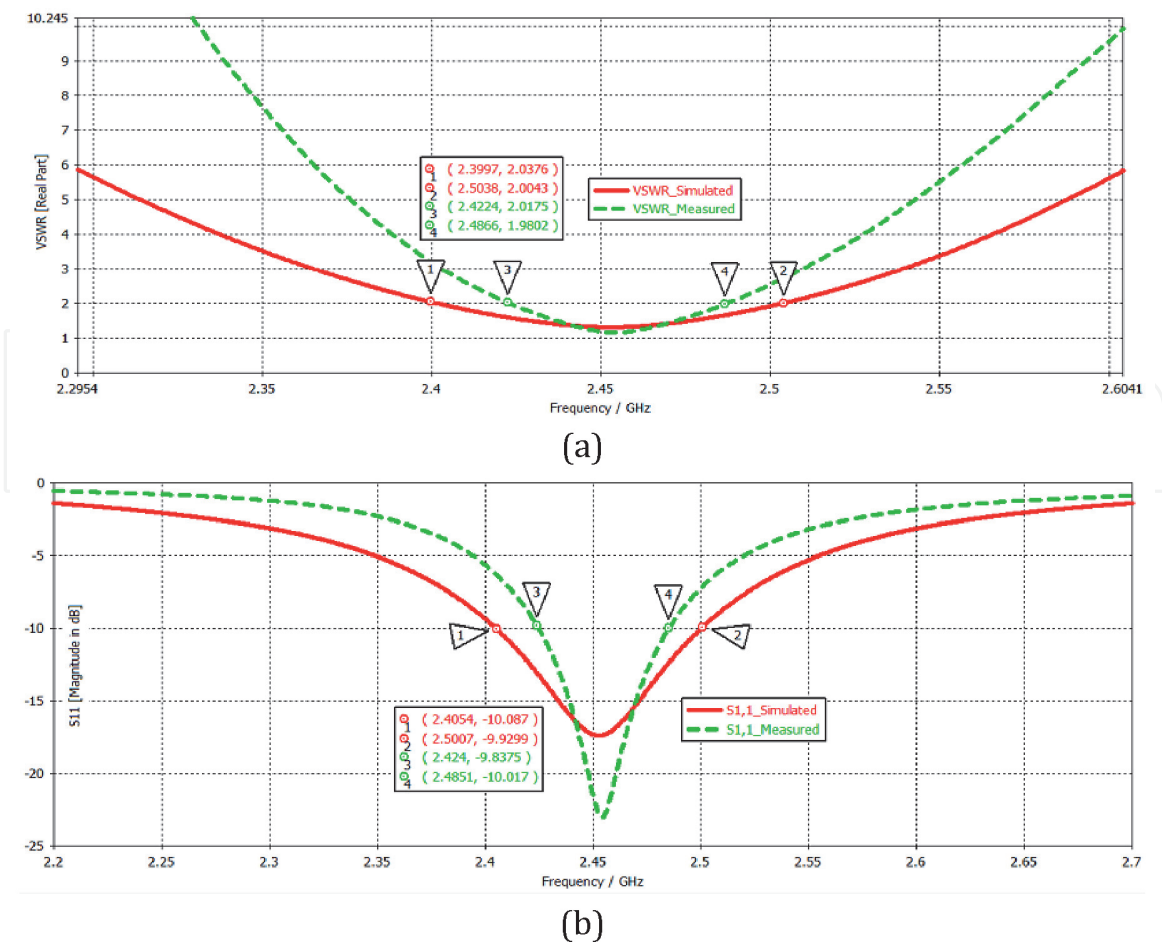 10.245
9
8
7
6
5
4
3
2
1
0
VSWR [Real Part]
1 ( 2.3997, 2.0376 )
2 ( 2.5038, 2.0043 )
3 ( 2.4224, 2.0175 )
4 ( 2.4866, 1.9802 )
VSWR_Simulated
VSWR_Measured
1
3
4
2
2.2954
2.35
2.4
2.45
2.5
2.55
2.6041
Frequency / GHz
(a)
0
-5
-10
-15
-20
-25
S11 [Magnitude in dB]
3
4
1
2
S1,1_Simulated
S1,1_Measured
1 ( 2.4054, -10.087 )
2 ( 2.5007, -9.9299 )
3 ( 2.424, -9.8375 )
4 ( 2.4851, -10.017 )
2.2
2.25
2.3
2.35
2.4
2.45
2.5
2.55
2.6
2.65
2.7
Frequency / GHz
(b)